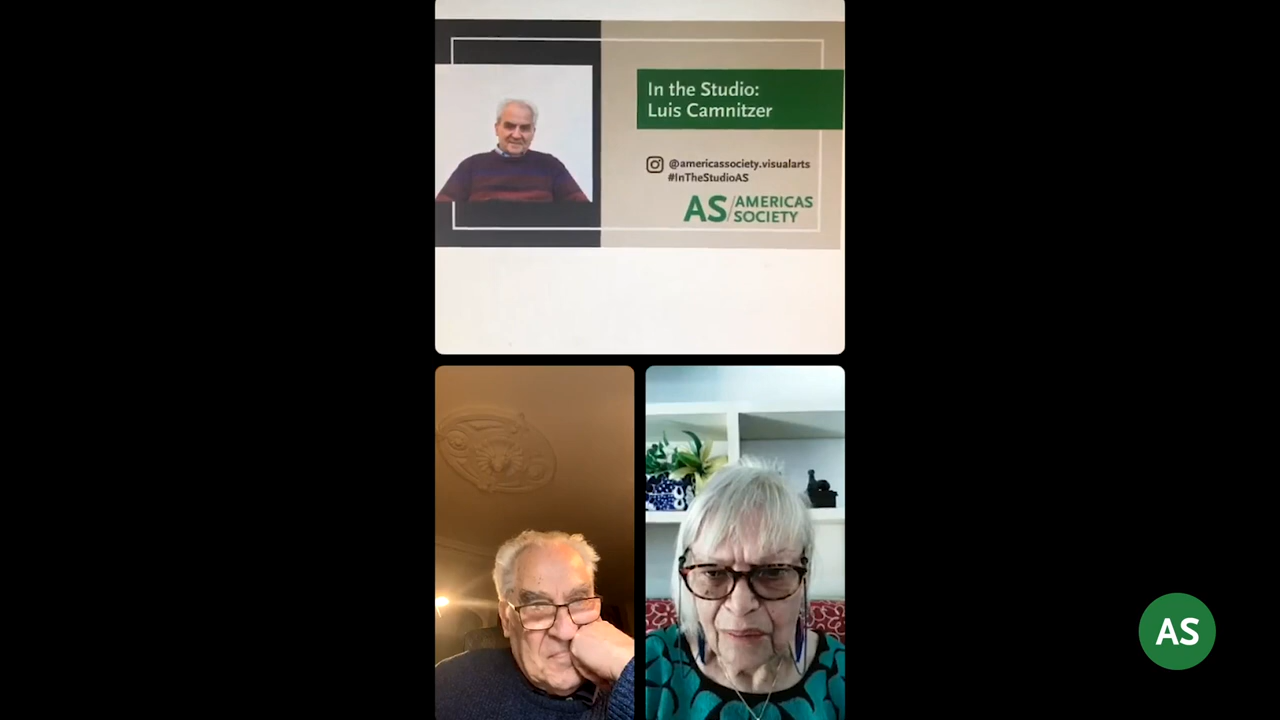 In the Studio:
Luis Camnitzer
@americassociety.visualarts
#InTheStudioAS
AS/AMERICAS
SOCIETY
AS